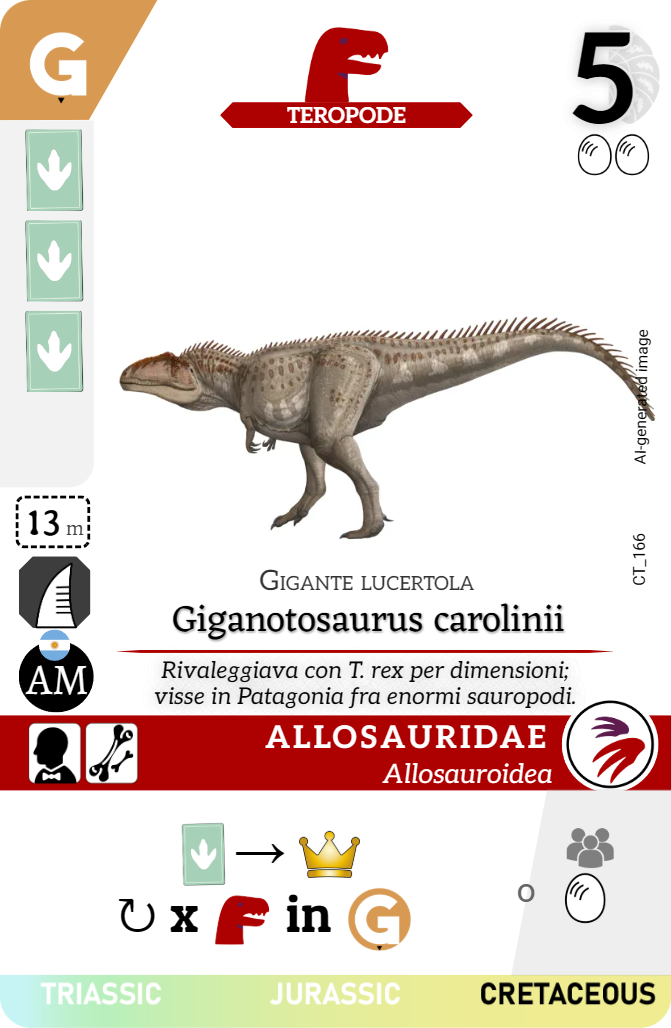 G
TEROPODE
5
13 m
AI-generated image
CT_166
GIGANTE LUCERTOLA
Giganotosaurus carolinii
AM
Rivaleggiava con T. rex per dimensioni;
visse in Patagonia fra enormi sauropodi.
ALLOSAURIDAE
Allosauroidea
→
↻ x in G
o
TRIASSIC JURASSIC CRETACEOUS